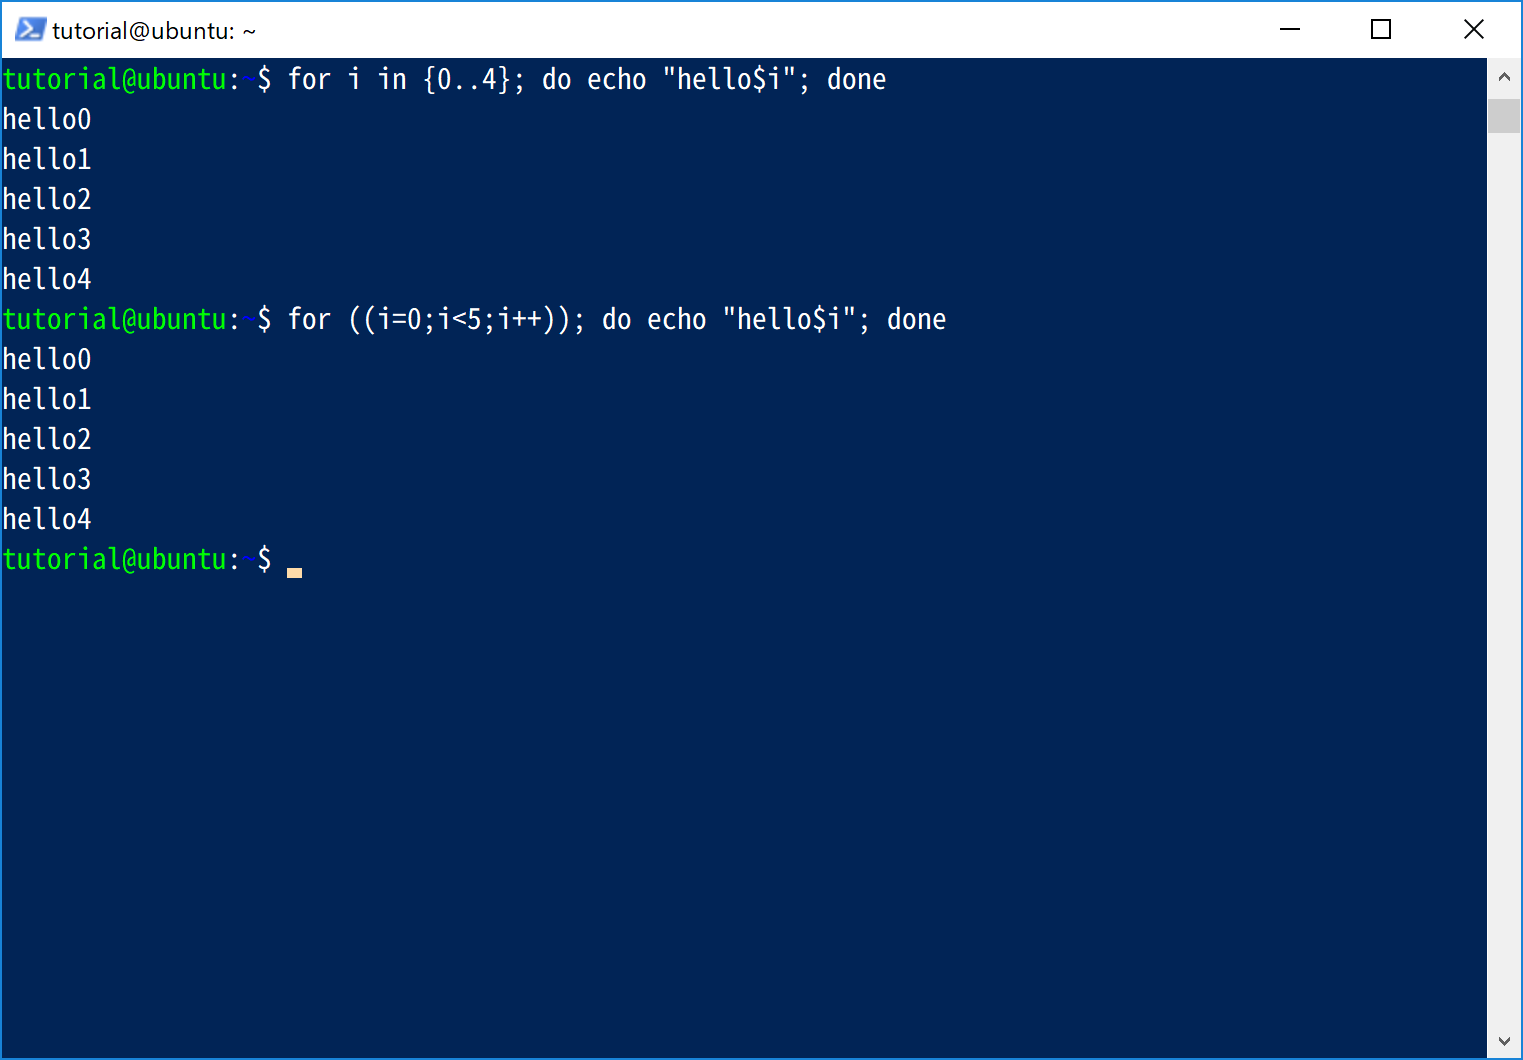 tutorial@ubuntu: ~
tutorial@ubuntu:~$ for i in {0..4}; do echo "hello$i"; done
hello0
hello1
hello2
hello3
hello4
tutorial@ubuntu:~$ for ((i=0;i<5;i++)); do echo "hello$i"; done
hello0
hello1
hello2
hello3
hello4
tutorial@ubuntu:~$